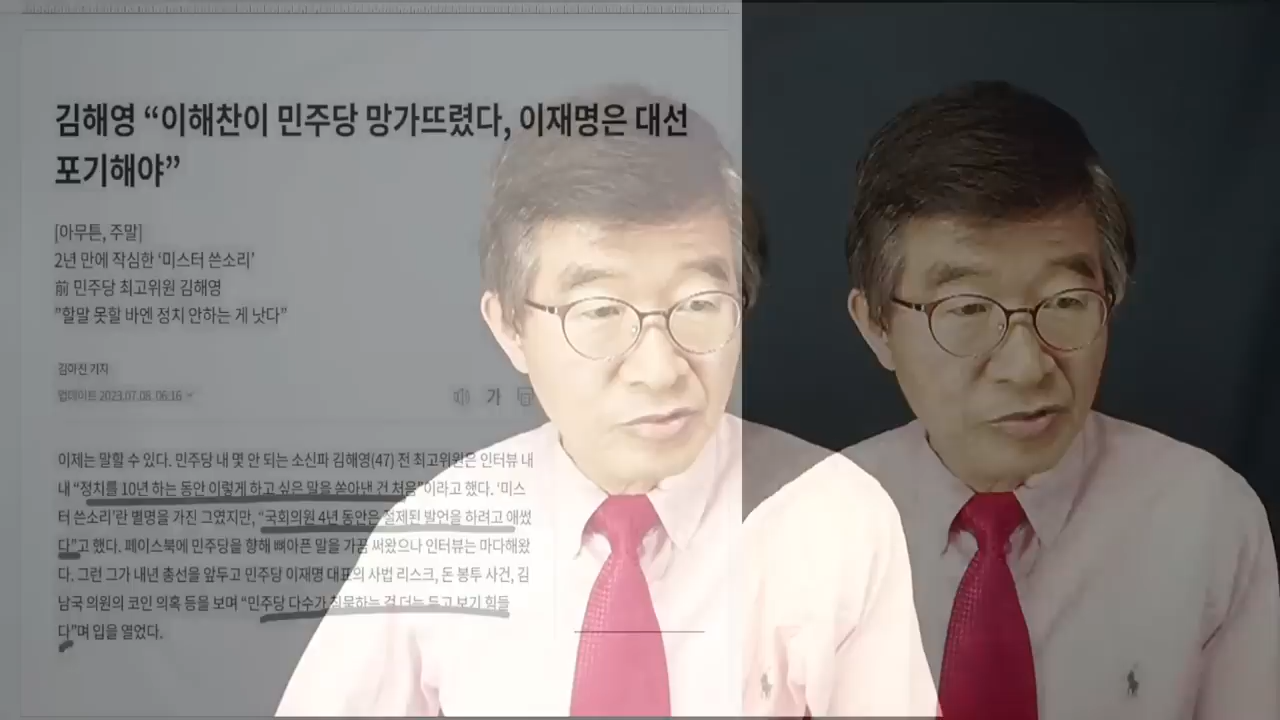 김해영 “이해찬이 민주당 망가뜨렸다, 이재명은 대선
포기해야”
[아무튼, 주말]
2년 만에 작심한 ‘미스터 쓴소리’
前 민주당 최고위원 김해영
”할말 못할 바엔 정치 안하는 게 낫다”
김아진 기자
업데이트 2023.07.08. 06:16
가
이제는 말할 수 있다. 민주당 내 몇 안 되는 소신파 김해영(47) 전 최고위원은 인터뷰 내
내 “정치를 10년 하는 동안 이렇게 하고 싶은 말을 쏟아낸 건 처음”이라고 했다. ‘미스
터 쓴소리’란 별명을 가진 그였지만, “국회의원 4년 동안은 절제된 발언을 하려고 애썼
다”고 했다. 페이스북에 민주당을 향해 뼈아픈 말을 가끔 써왔으나 인터뷰는 마다해왔
다. 그런 그가 내년 총선을 앞두고 민주당 이재명 대표의 사법 리스크, 돈 봉투 사건, 김
남국 의원의 코인 의혹 등을 보며 “민주당 다수가 침묵하는 걸 더는 두고 보기 힘들
다”며 입을 열었다.